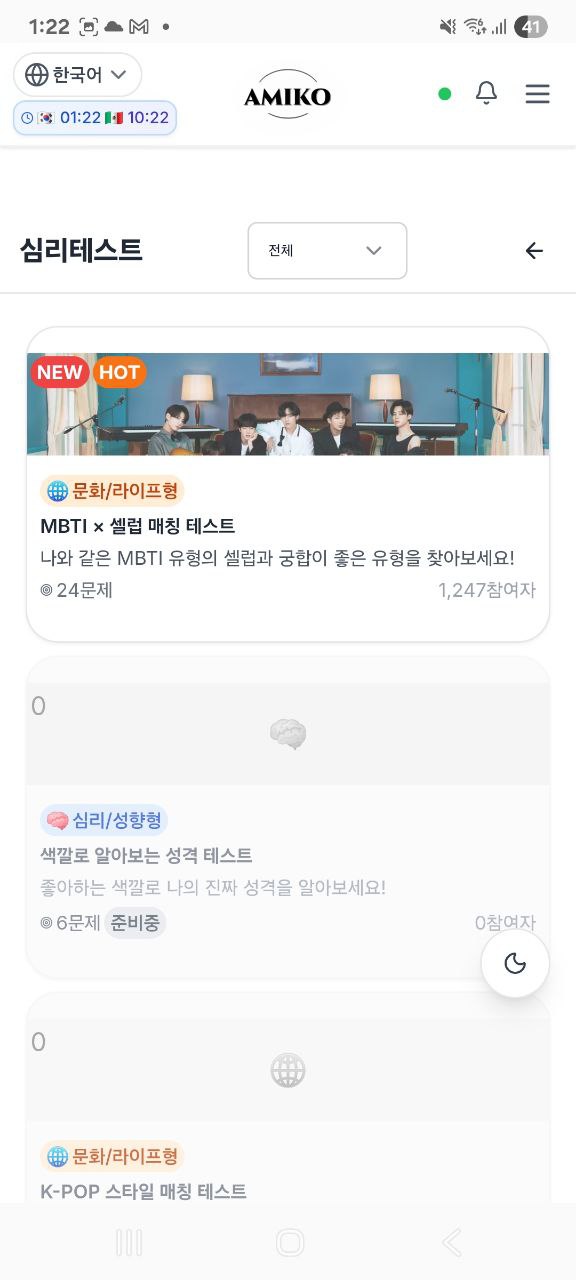 1:22
41
한국어
01:22 10:22
AMIKO
심리테스트
전체
NEW HOT
문화/라이프형
MBTI × 셀럽 매칭 테스트
나와 같은 MBTI 유형의 셀럽과 궁합이 좋은 유형을 찾아보세요!
24문제
1,247참여자
0
심리/성향형
색깔로 알아보는 성격 테스트
좋아하는 색깔로 나의 진짜 성격을 알아보세요!
6문제 준비중
0참여자
0
문화/라이프형
K-POP 스타일 매칭 테스트